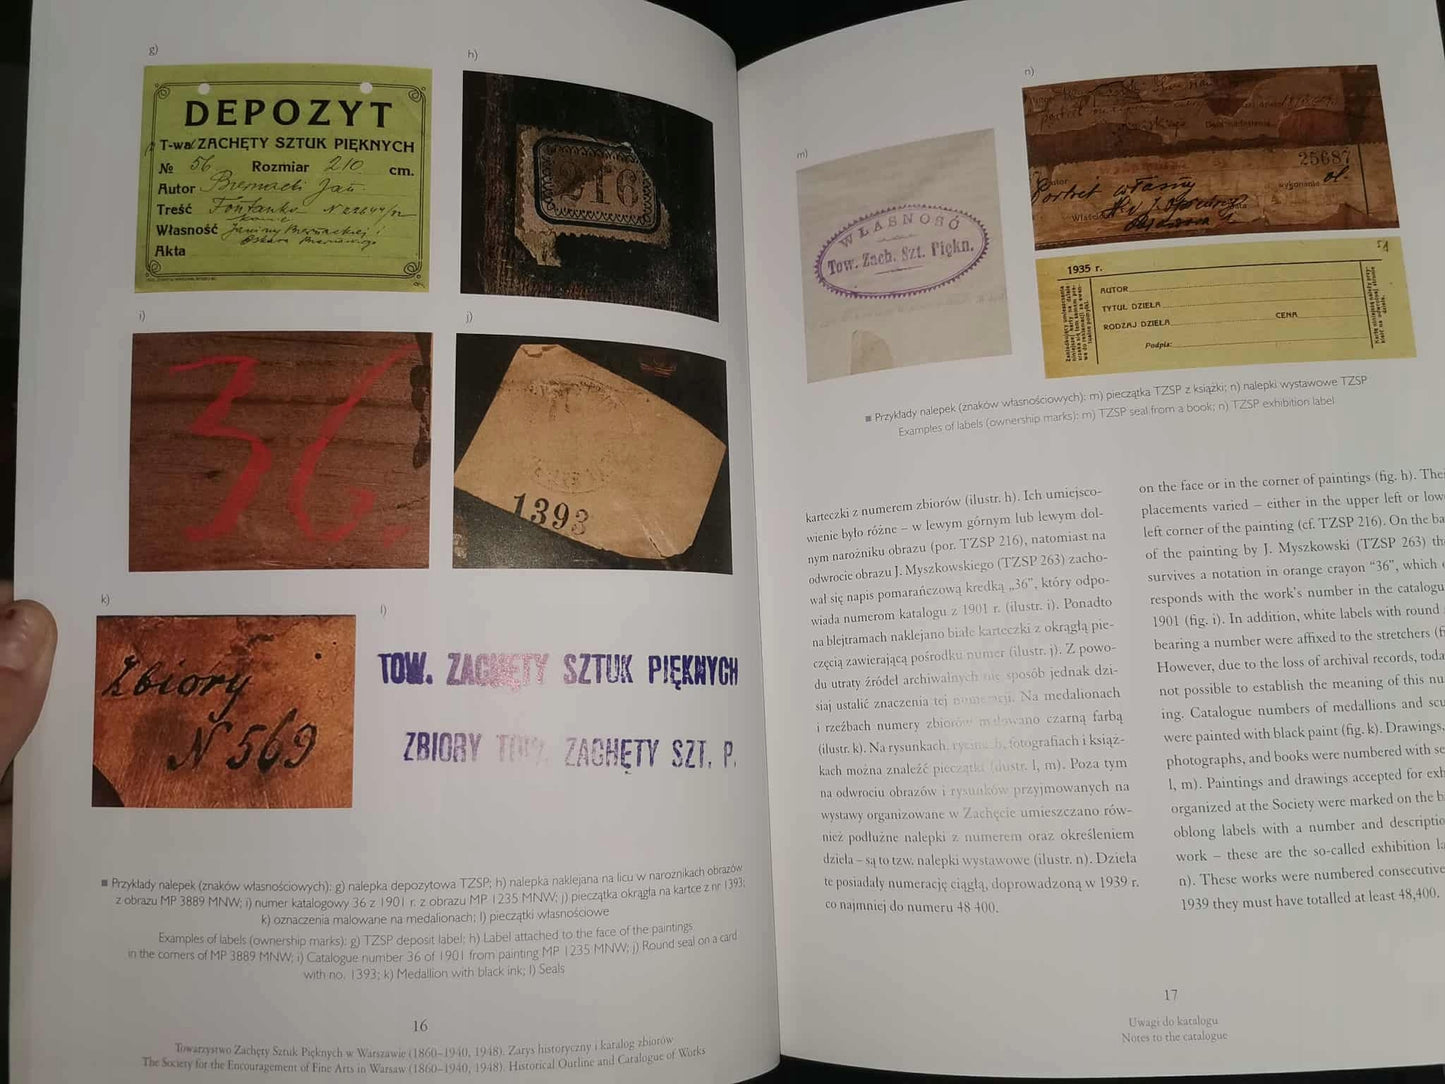 g)
DEPOZYT
T-wa ZACHĘTY SZTUK PIĘKNYCH
№ 56 Rozmiar 210 cm.
Autor
Treść
Własność
Akta
h)
216
i)
36.
j)
1393
k)
Zbiory
N 569
l)
TOW. ZACHĘTY SZTUK PIĘKNYCH
ZBIORY TOW. ZACHĘTY SZT. P.
■ Przykłady nalepek (znaków własnościowych): g) nalepka depozytowa TZSP; h) nalepka naklejana na licu w narożnikach obrazów
z obrazu MP 3889 MNW; i) numer katalogowy 36 z 1901 r. z obrazu MP 1235 MNW; j) pieczątka okrągła na kartce z nr 1393;
k) oznaczenia malowane na medalionach; l) pieczątki własnościowe
Examples of labels (ownership marks): g) TZSP deposit label; h) Label attached to the face of the paintings
in the corners of MP 3889 MNW; i) Catalogue number 36 of 1901 from painting MP 1235 MNW; j) Round seal on a card
with no. 1393; k) Medallion with black ink; l) Seals
16
Towarzystwo Zachęty Sztuk Pięknych w Warszawie (1860–1940, 1948). Zarys historyczny i katalog zbiorów
The Society for the Encouragement of Fine Arts in Warsaw (1860–1940, 1948). Historical Outline and Catalogue of Works
m)
WŁASNOŚĆ
Tow. Zach. Szt. Piękn.
n)
25687
Portret własny
wykonanie ol.
51
1935 r.
AUTOR
TYTUŁ DZIEŁA
RODZAJ DZIEŁA CENA
Podpis:
■ Przykłady nalepek (znaków własnościowych): m) pieczątka TZSP z książki; n) nalepki wystawowe TZSP
Examples of labels (ownership marks): m) TZSP seal from a book; n) TZSP exhibition label
karteczki z numerem zbiorów (ilustr. h). Ich umiejsco-
wienie było różne – w lewym górnym lub lewym dol-
nym narożniku obrazu (por. TZSP 216), natomiast na
odwrocie obrazu J. Myszkowskiego (TZSP 263) zacho-
wał się napis pomarańczową kredką „36”, który odpo-
wiada numerom katalogu z 1901 r. (ilustr. i). Ponadto
na blejtramach naklejano białe karteczki z okrągłą pie-
częcią zawierającą pośrodku numer (ilustr. j). Z powo-
du utraty źródeł archiwalnych nie sposób jednak dzi-
siaj ustalić znaczenia tej numeracji. Na medalionach
i rzeźbach numery zbiorów malowano czarną farbą
(ilustr. k). Na rysunkach, rycinach, fotografiach i książ-
kach można znaleźć pieczątki (ilustr. l, m). Poza tym
na odwrociu obrazów i rysunków przyjmowanych na
wystawy organizowane w Zachęcie umieszczano rów-
nież podłużne nalepki z numerem oraz określeniem
dzieła – są to tzw. nalepki wystawowe (ilustr. n). Dzieła
te posiadały numerację ciągłą, doprowadzoną w 1939 r.
co najmniej do numeru 48 400.
on the face or in the corner of paintings (fig. h). The
placements varied – either in the upper left or low
left corner of the painting (cf. TZSP 216). On the ba
of the painting by J. Myszkowski (TZSP 263) th
survives a notation in orange crayon “36”, which
responds with the work’s number in the catalogu
1901 (fig. i). In addition, white labels with round
bearing a number were affixed to the stretchers (f
However, due to the loss of archival records, toda
not possible to establish the meaning of this nu
ing. Catalogue numbers of medallions and scu
were painted with black paint (fig. k). Drawings,
photographs, and books were numbered with se
l, m). Paintings and drawings accepted for exh
organized at the Society were marked on the b
oblong labels with a number and descriptio
work – these are the so-called exhibition la
n). These works were numbered consecutive
1939 they must have totalled at least 48,400.
17
Uwagi do katalogu
Notes to the catalogue